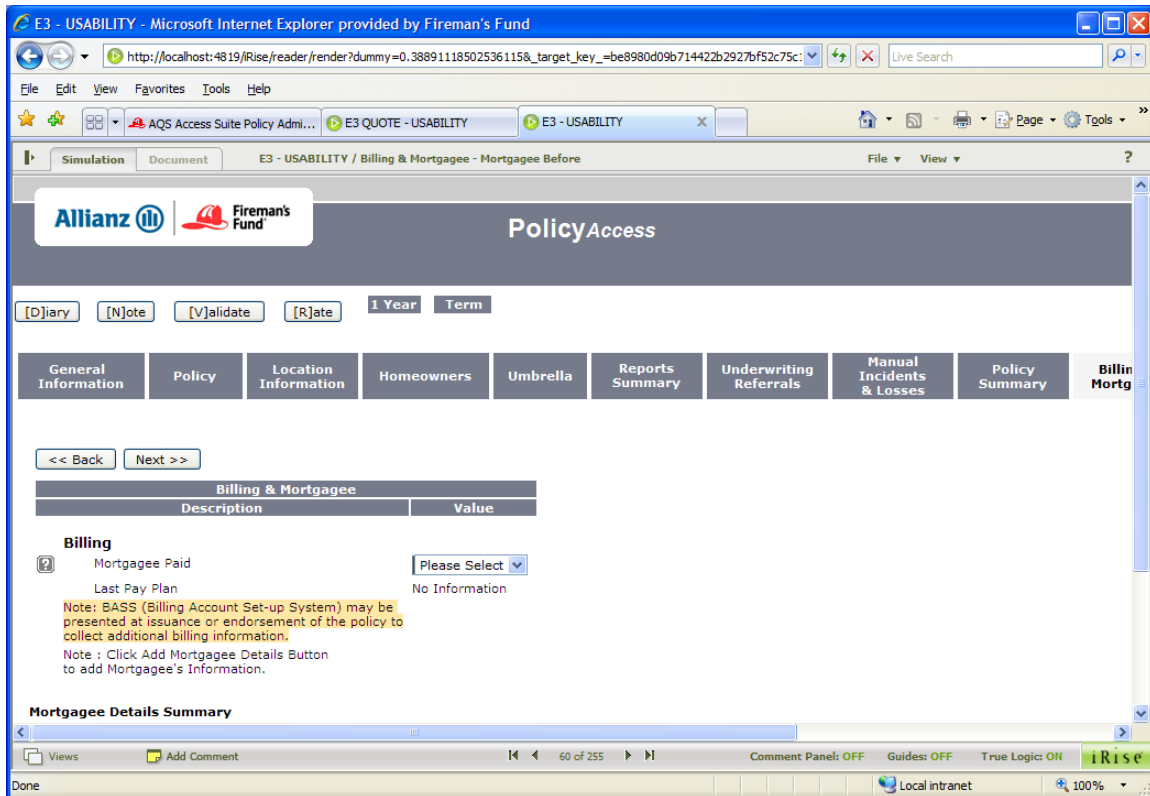 E3 - USABILITY - Microsoft Internet Explorer provided by Fireman's Fund
http://localhost:4819/iRise/reader/render?dummy=0.38891118502536115&_target_key_=be8980d09b714422b2927bf52c75c1
Live Search
File Edit View Favorites Tools Help
AQS Access Suite Policy Admi... E3 QUOTE - USABILITY E3 - USABILITY X Page Tools »
Simulation Document E3 - USABILITY / Billing & Mortgagee - Mortgagee Before File View ?
Allianz Fireman's Fund
PolicyAccess
[D]iary [N]ote [V]alidate [R]ate 1 Year Term
General Information Policy Location Information Homeowners Umbrella Reports Summary Underwriting Referrals Manual Incidents & Losses Policy Summary Billin Mortg
<< Back Next >>
Billing & Mortgagee
Description Value
Billing
? Mortgagee Paid Please Select
Last Pay Plan No Information
Note: BASS (Billing Account Set-up System) may be
presented at issuance or endorsement of the policy to
collect additional billing information.
Note : Click Add Mortgagee Details Button
to add Mortgagee's Information.
Mortgagee Details Summary
Views Add Comment 60 of 255 Comment Panel: OFF Guides: OFF True Logic: ON iRise
Done Local intranet 100%